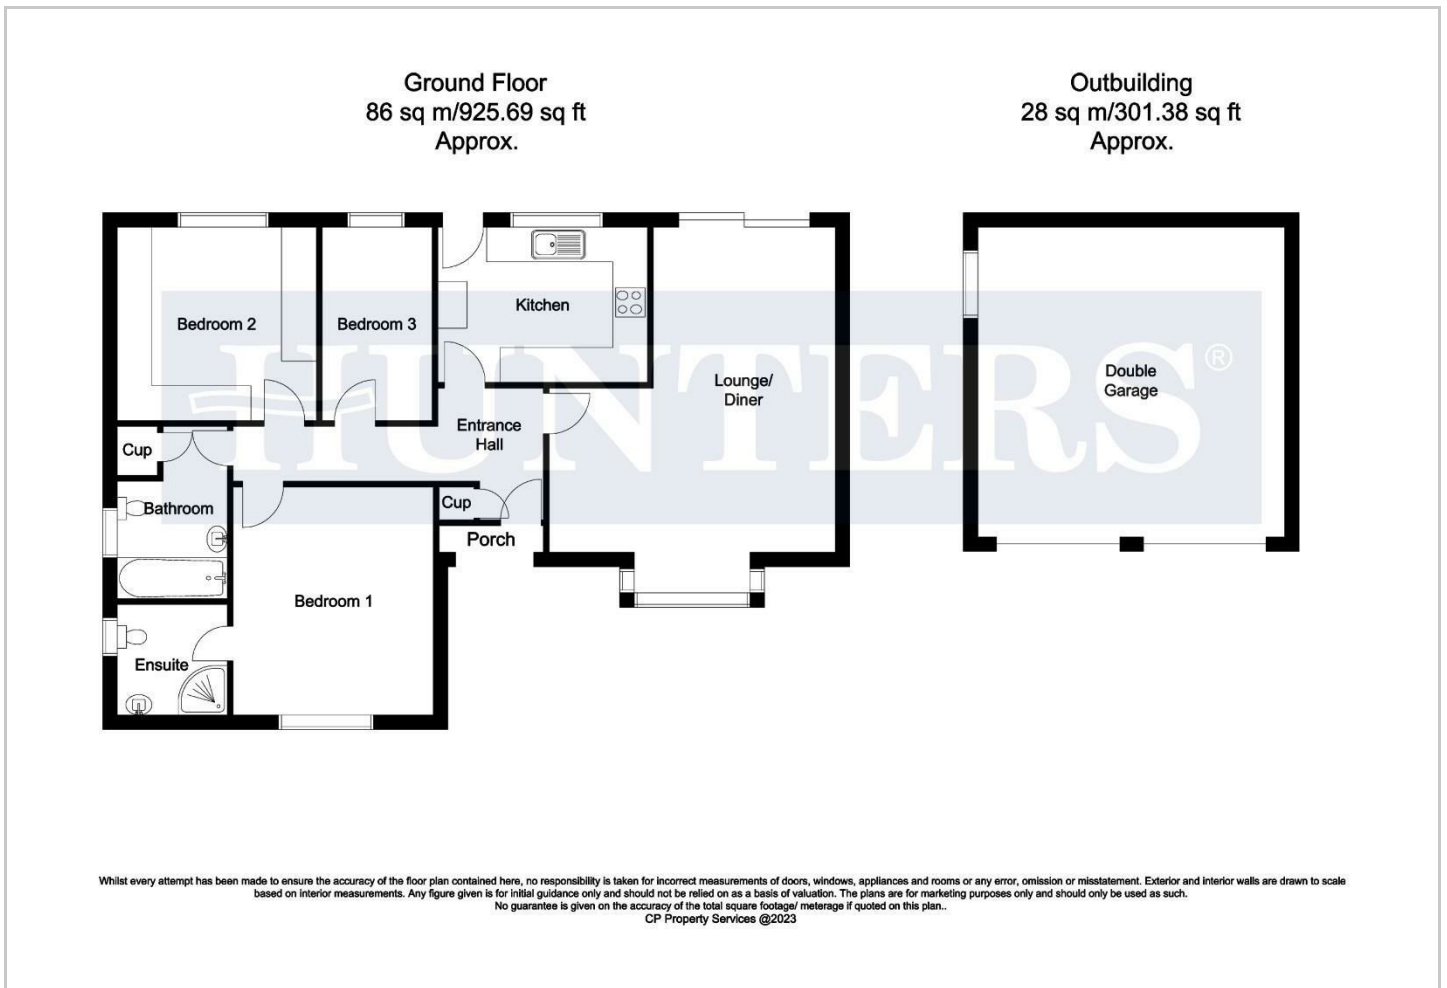 Ground Floor
86 sq m/925.69 sq ft
Approx.
Outbuilding
28 sq m/301.38 sq ft
Approx.
Bedroom 2
Bedroom 3
Kitchen
Lounge/
Diner
Double
Garage
HUNTERS®
Entrance
Hall
Cup
Cup
Bathroom
Porch
Bedroom 1
Ensuite
Whilst every attempt has been made to ensure the accuracy of the floor plan contained here, no responsibility is taken for incorrect measurements of doors, windows, appliances and rooms or any error, omission or misstatement. Exterior and interior walls are drawn to scale
based on interior measurements. Any figure given is for initial guidance only and should not be relied on as a basis of valuation. The plans are for marketing purposes only and should only be used as such.
No guarantee is given on the accuracy of the total square footage/ meterage if quoted on this plan..
CP Property Services @2023